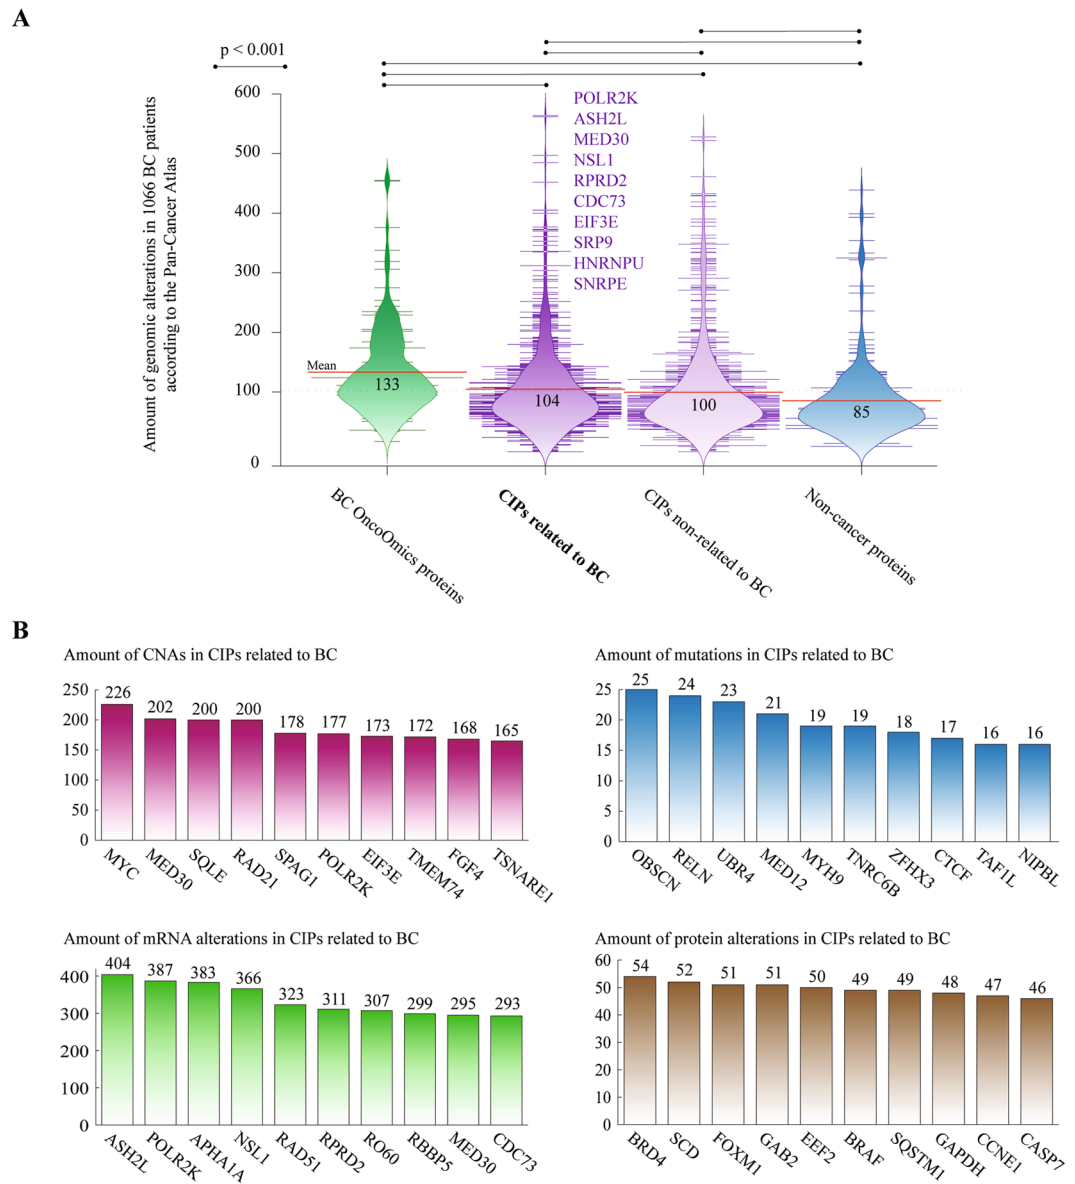 A
p < 0.001
Amount of genomic alterations in 1066 BC patients
according to the Pan-Cancer Atlas
600
500
400
300
200
100
0
POLR2K
ASH2L
MED30
NSL1
RPRD2
CDC73
EIF3E
SRP9
HNRNPU
SNRPE
Mean
133
104
100
85
BC OncoOmics proteins
CIPs related to BC
CIPs non-related to BC
Non-cancer proteins
B
Amount of CNAs in CIPs related to BC
250
200
150
100
50
0
226 202 200 200 178 177 173 172 168 165
MYC MED30 SQLE RAD21 SPAG1 POLR2K EIF3E TMEM74 FGF4 TSNARE1
Amount of mutations in CIPs related to BC
25
20
15
10
5
0
25 24 23 21 19 19 18 17 16 16
OBSCN RELN UBR4 MED12 MYH9 TNRC6B ZFHX3 CTCF TAF1L NIPBL
Amount of mRNA alterations in CIPs related to BC
400
300
200
100
0
404 387 383 366 323 311 307 299 295 293
ASH2L POLR2K APHA1A NSL1 RAD51 RPRD2 RO60 RBBP5 MED30 CDC73
Amount of protein alterations in CIPs related to BC
60
50
40
30
20
10
0
54 52 51 51 50 49 49 48 47 46
BRD4 SCD FOXM1 GAB2 EEF2 BRAF SQSTM1 GAPDH CCNE1 CASP7